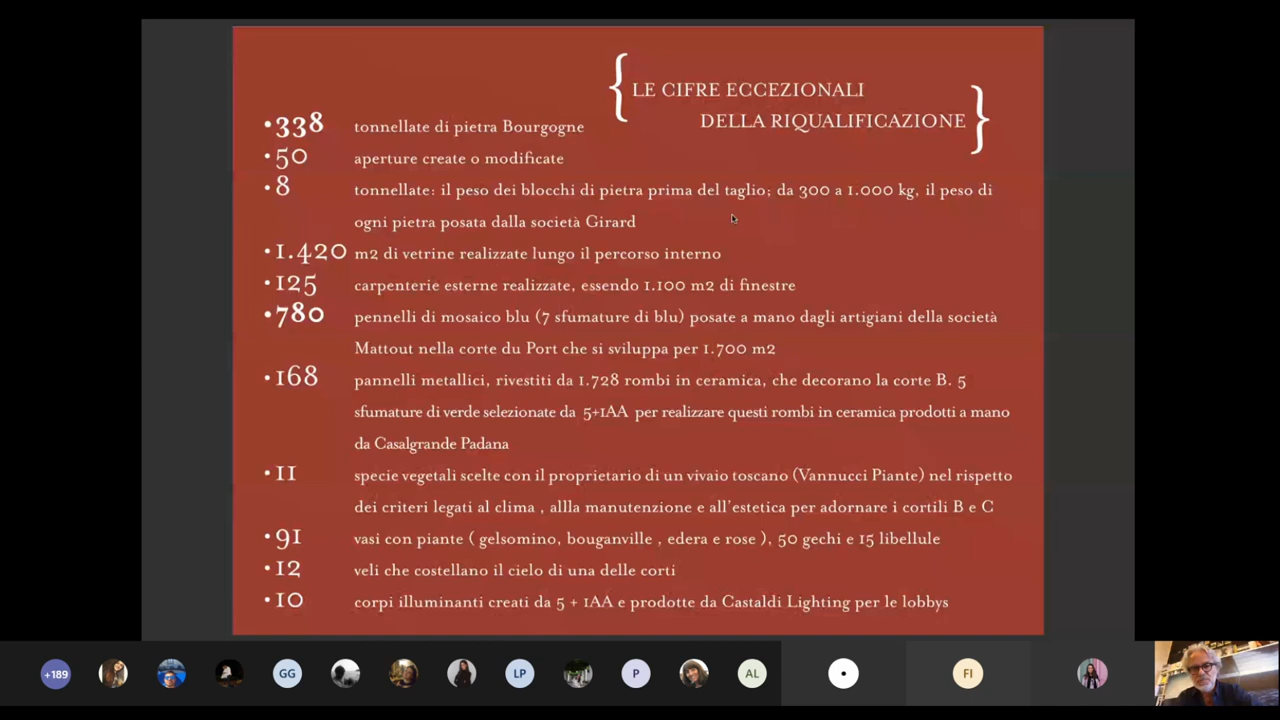 LE CIFRE ECCEZIONALI
DELLA RIQUALIFICAZIONE
•338 tonnellate di pietra Bourgogne
•50 aperture create o modificate
•8 tonnellate: il peso dei blocchi di pietra prima del taglio; da 300 a 1.000 kg, il peso di
ogni pietra posata dalla società Girard
•1.420 m2 di vetrine realizzate lungo il percorso interno
•125 carpenterie esterne realizzate, essendo 1.100 m2 di finestre
•780 pennelli di mosaico blu (7 sfumature di blu) posate a mano dagli artigiani della società
Mattout nella corte du Port che si sviluppa per 1.700 m2
•168 pannelli metallici, rivestiti da 1.728 rombi in ceramica, che decorano la corte B. 5
sfumature di verde selezionate da 5+1AA per realizzare questi rombi in ceramica prodotti a mano
da Casalgrande Padana
•11 specie vegetali scelte con il proprietario di un vivaio toscano (Vannucci Piante) nel rispetto
dei criteri legati al clima , allla manutenzione e all'estetica per adornare i cortili B e C
•91 vasi con piante ( gelsomino, bouganville , edera e rose ), 50 gechi e 15 libellule
•12 veli che costellano il cielo di una delle corti
•10 corpi illuminanti creati da 5 + 1AA e prodotte da Castaldi Lighting per le lobbys
+189 GG LP P AL FI